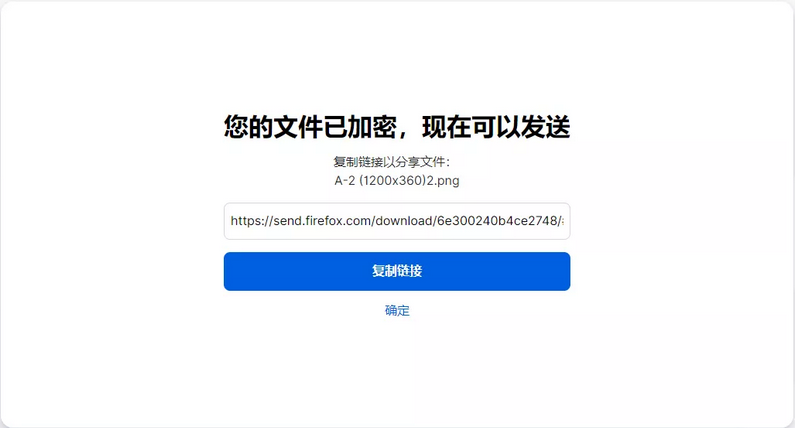 您的文件已加密，现在可以发送
复制链接以分享文件：
A-2 (1200x360)2.png
https://send.firefox.com/download/6e300240b4ce2748/
复制链接
确定